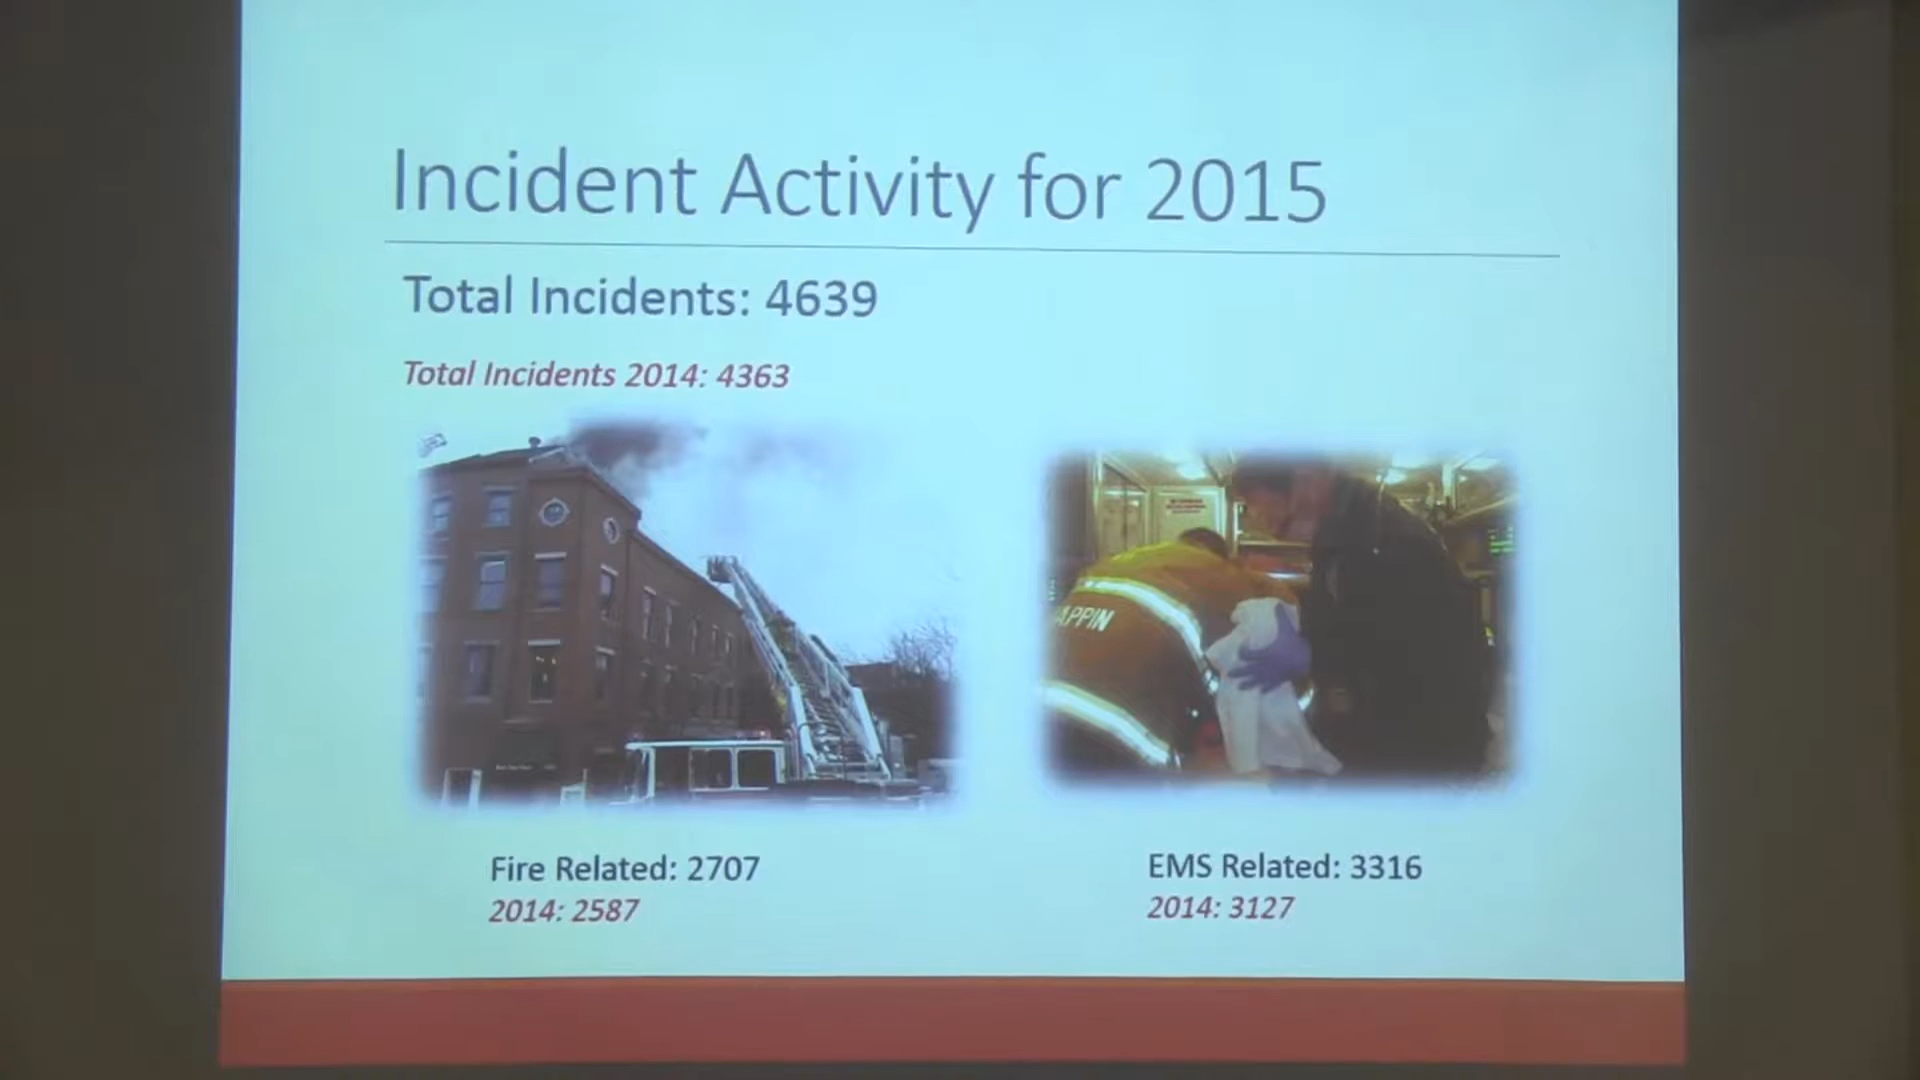 Incident Activity for 2015
Total Incidents: 4639
Total Incidents 2014: 4363
APPIN
Fire Related: 2707
2014: 2587
EMS Related: 3316
2014: 3127